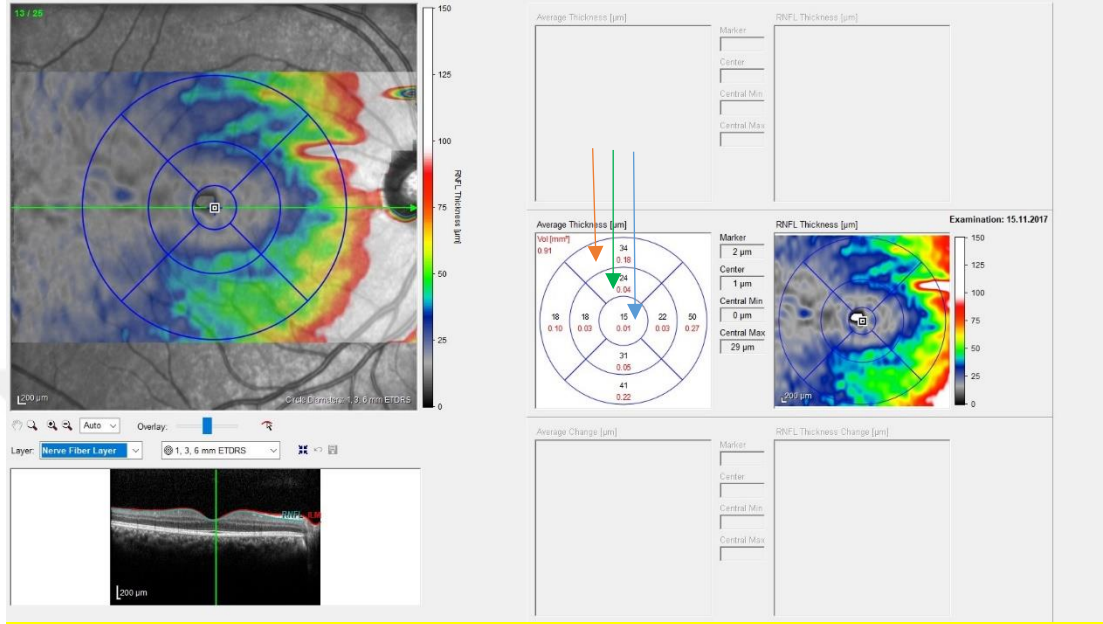 13 / 25
150
125
100
75
50
25
0
RNFL Thickness [µm]
200 µm
Circle Diameters: 1, 3, 6 mm ETDRS
Auto
Overlay:
Layer: Nerve Fiber Layer
1, 3, 6 mm ETDRS
RNFL ILM
200 µm
Average Thickness [µm]
Marker
Center
Central Min
Central Max
RNFL Thickness [µm]
Examination: 15.11.2017
Average Thickness [µm]
Vol [mm³]
0.91
34
0.18
24
0.04
18 18 15 22 50
0.10 0.03 0.01 0.03 0.27
31
0.05
41
0.22
Marker
2 µm
Center
1 µm
Central Min
0 µm
Central Max
29 µm
RNFL Thickness [µm]
200 µm
150
125
100
75
50
25
0
Average Change [µm]
Marker
Center
Central Min
Central Max
RNFL Thickness Change [µm]